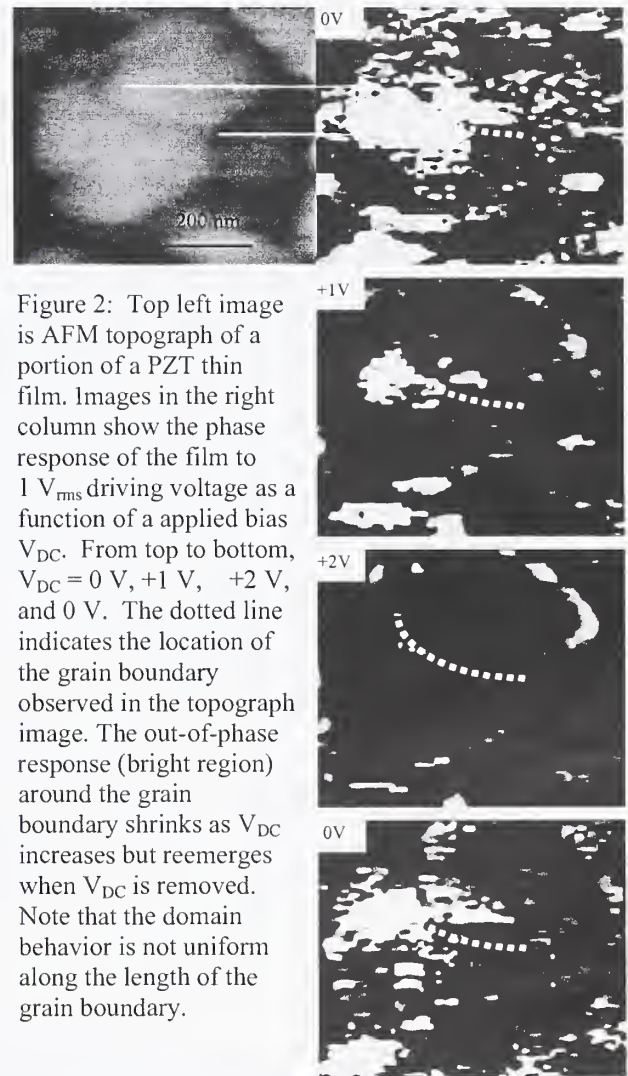 0V
200 nm
+1V
Figure 2: Top left image
is AFM topograph of a
portion of a PZT thin
film. Images in the right
column show the phase
response of the film to
1 Vrms driving voltage as a
function of a applied bias
VDC. From top to bottom,
VDC = 0 V, +1 V, +2 V,
and 0 V. The dotted line
indicates the location of
the grain boundary
observed in the topograph
image. The out-of-phase
response (bright region)
around the grain
boundary shrinks as VDC
increases but reemerges
when VDC is removed.
Note that the domain
behavior is not uniform
along the length of the
grain boundary.
+2V
0V